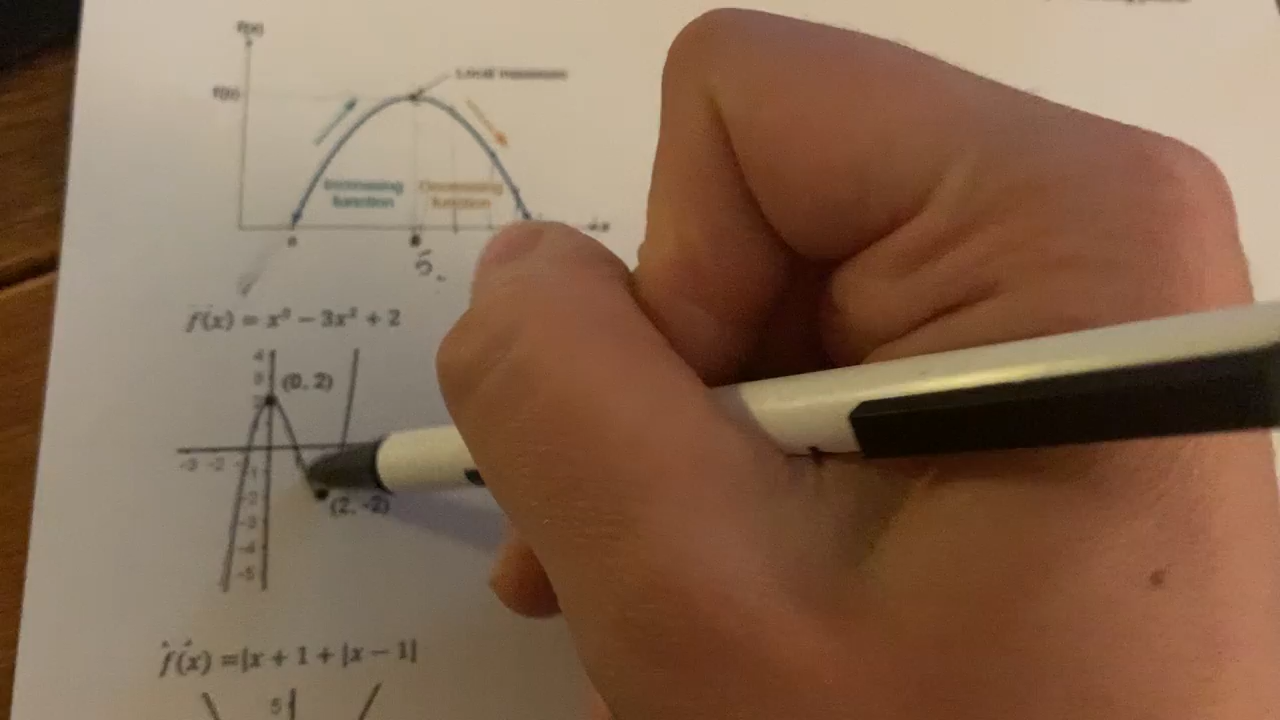 f(x)
Local maximum
f(c)
Increasing
function
Decreasing
function
x
5.
f(x) = x³ − 3x² + 2
4
3
(0, 2)
-3 -2
-1
-2
(2, -2)
-3
-4
-5
f(x) =|x + 1 + |x − 1|
5